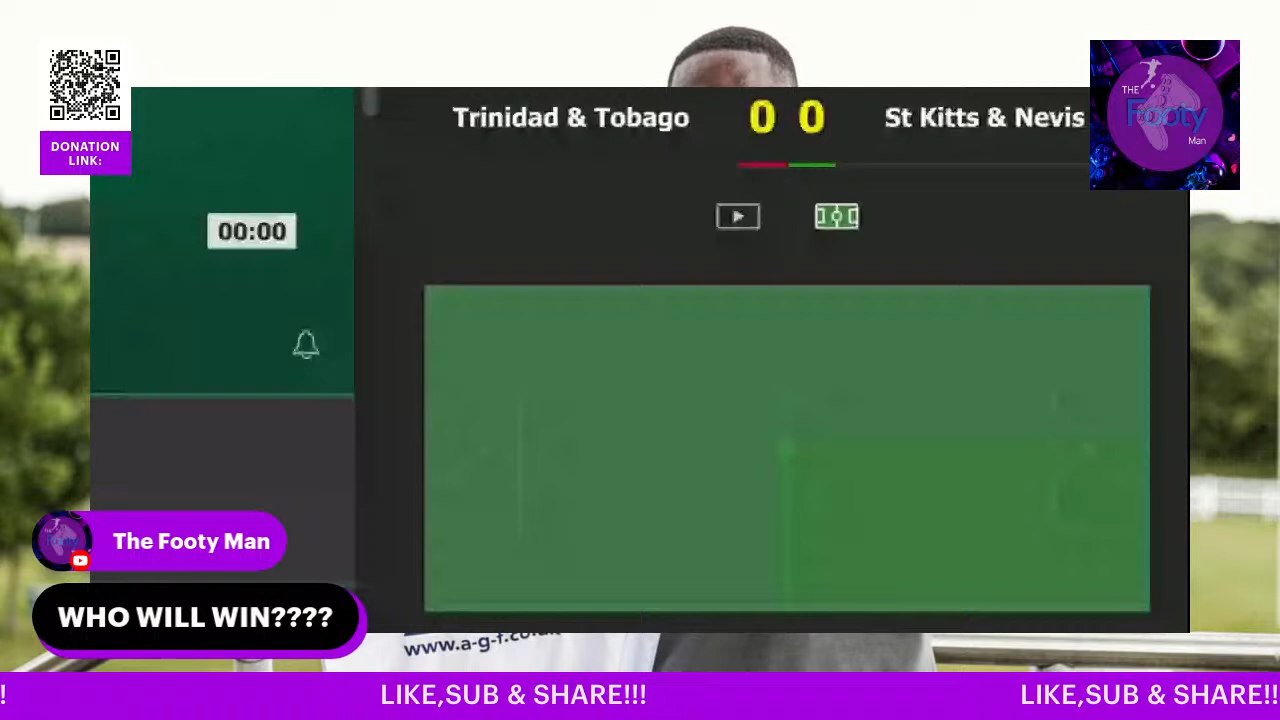 DONATION
LINK:
Trinidad & Tobago 0 0 St Kitts & Nevis
THE
Footy
Man
00:00
The Footy Man
WHO WILL WIN????
www.a-g-f.co.
! LIKE,SUB & SHARE!!! LIKE,SUB & SHARE!!